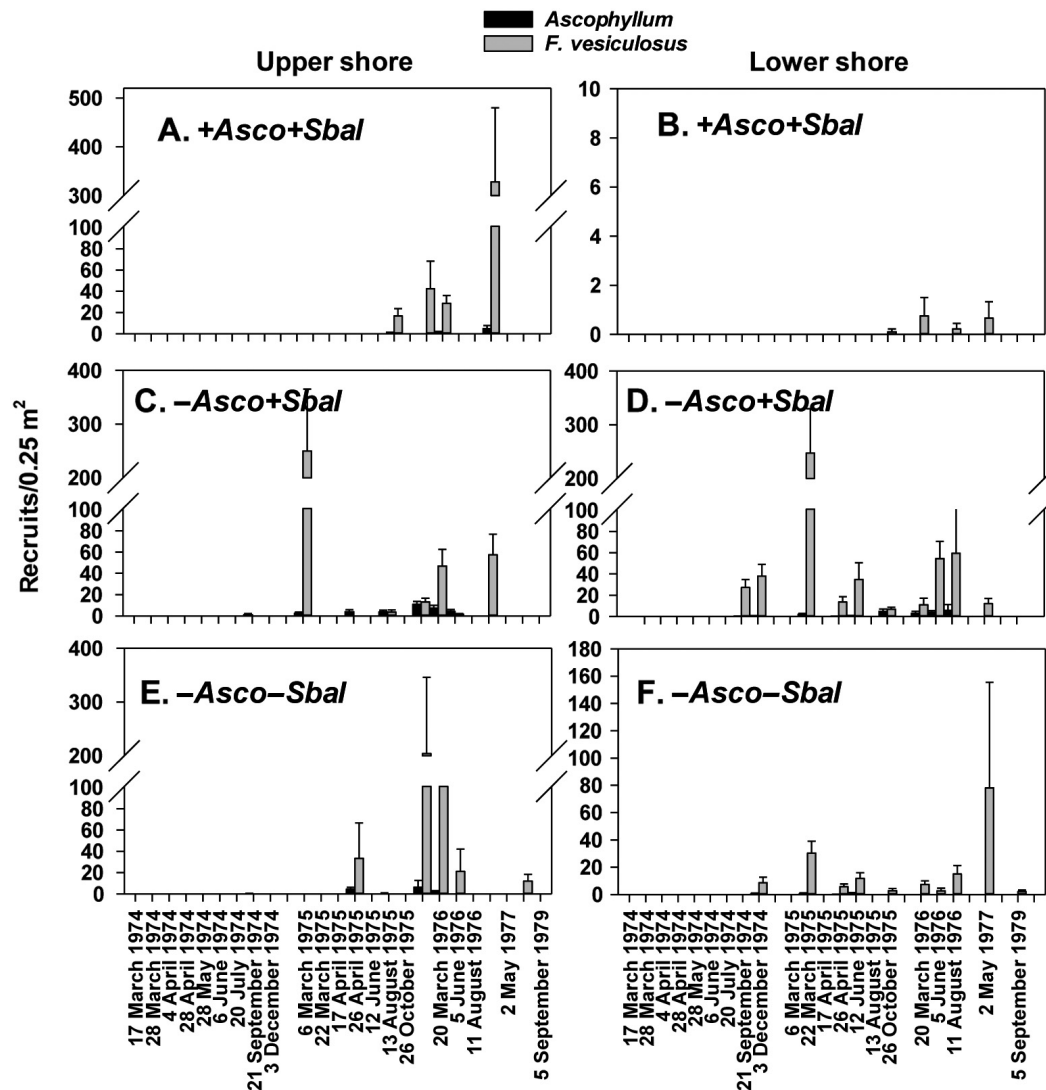 Ascophyllum
F. vesiculosus
Upper shore
Lower shore
Recruits/0.25 m²
A. +Asco+Sbal
500
400
300
100
80
60
40
20
0
B. +Asco+Sbal
10
8
6
4
2
0
C. –Asco+Sbal
400
300
200
100
80
60
40
20
0
D. –Asco+Sbal
400
300
200
100
80
60
40
20
0
E. –Asco–Sbal
400
300
200
100
80
60
40
20
0
F. –Asco–Sbal
180
160
140
120
100
80
60
40
20
0
17 March 1974
28 March 1974
4 April 1974
28 April 1974
28 May 1974
6 June 1974
20 July 1974
21 September 1974
3 December 1974
6 March 1975
22 March 1975
17 April 1975
26 April 1975
12 June 1975
13 August 1975
26 October 1975
20 March 1976
5 June 1976
11 August 1976
2 May 1977
5 September 1979
17 March 1974
28 March 1974
4 April 1974
28 April 1974
28 May 1974
6 June 1974
20 July 1974
21 September 1974
3 December 1974
6 March 1975
22 March 1975
17 April 1975
26 April 1975
12 June 1975
13 August 1975
26 October 1975
20 March 1976
5 June 1976
11 August 1976
2 May 1977
5 September 1979